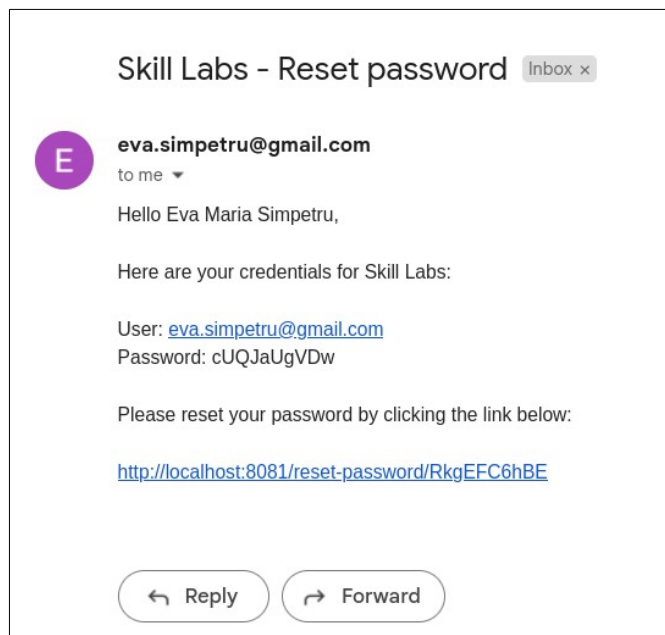 Skill Labs - Reset password Inbox ×
E
eva.simpetru@gmail.com
to me
Hello Eva Maria Simpetru,
Here are your credentials for Skill Labs:
User: eva.simpetru@gmail.com
Password: cUQJaUgVDw
Please reset your password by clicking the link below:
http://localhost:8081/reset-password/RkgEFC6hBE
Reply Forward